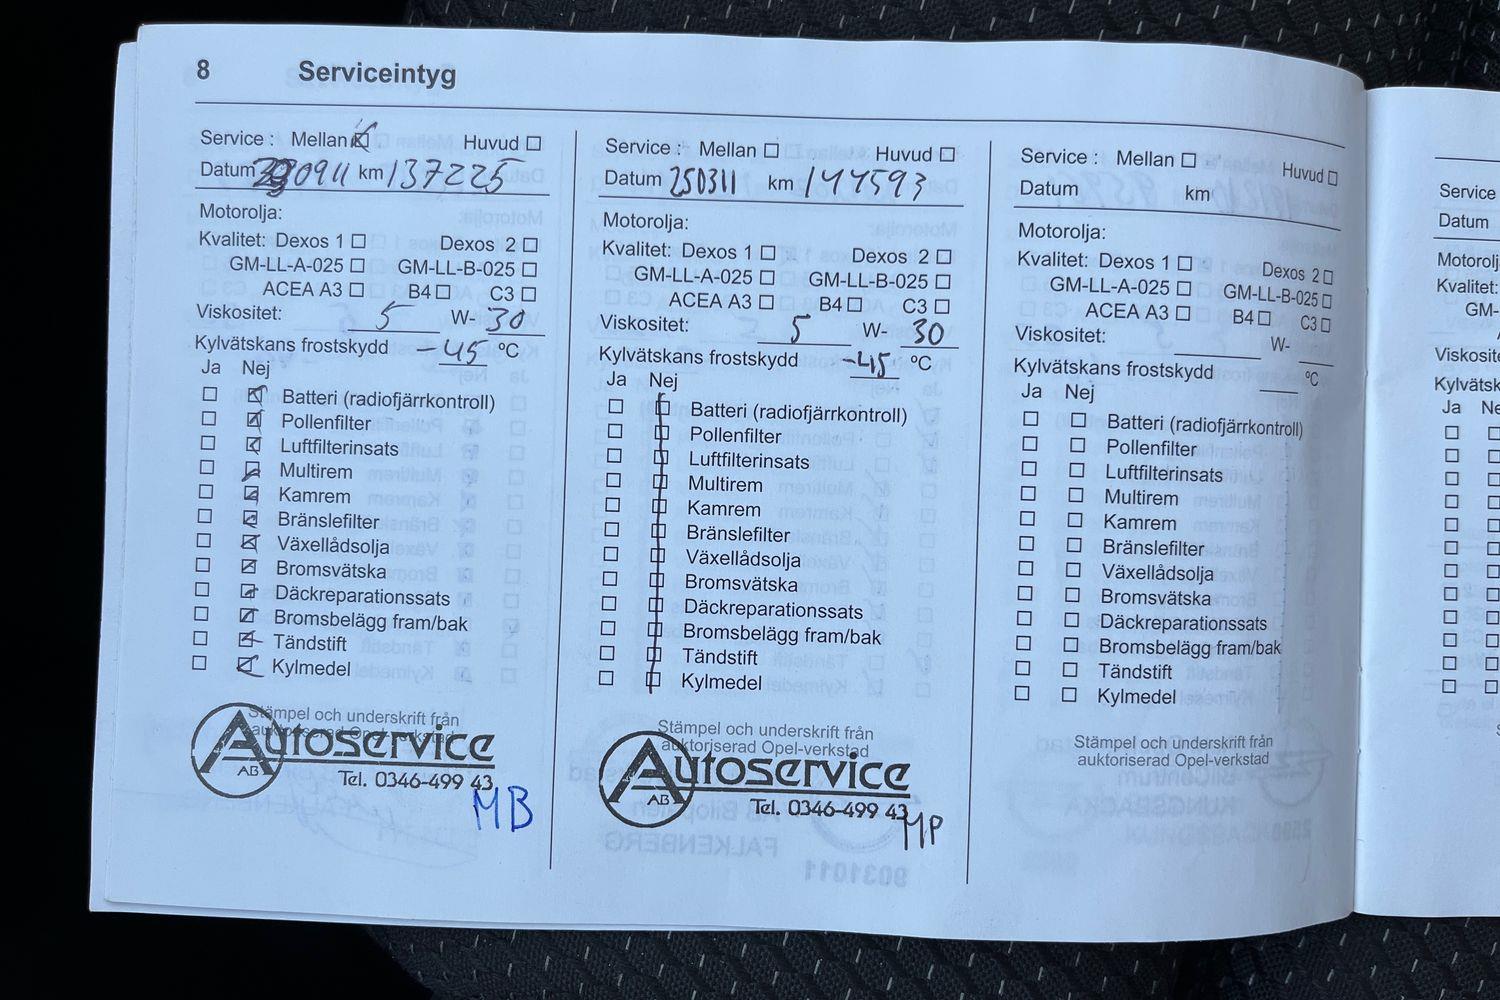 8 Serviceintyg
Service : Mellan Huvud
Datum 0911 km 137225
Motorolja:
Kvalitet: Dexos 1 Dexos 2
GM-LL-A-025 GM-LL-B-025
ACEA A3 B4 C3
Viskositet: 5 W- 30
Kylvätskans frostskydd -45 °C
Ja Nej
Batteri (radiofjärrkontroll)
Pollenfilter
Luftfilterinsats
Multirem
Kamrem
Bränslefilter
Växellådsolja
Bromsvätska
Däckreparationssats
Bromsbelägg fram/bak
Tändstift
Kylmedel
Stämpel och underskrift från
auktoriserad Opel-verkstad
Autoservice
AB
Tel. 0346-499 43
MB
Service : Mellan Huvud
Datum 250311 km 144593
Motorolja:
Kvalitet: Dexos 1 Dexos 2
GM-LL-A-025 GM-LL-B-025
ACEA A3 B4 C3
Viskositet: 5 W- 30
Kylvätskans frostskydd -45 °C
Ja Nej
Batteri (radiofjärrkontroll)
Pollenfilter
Luftfilterinsats
Multirem
Kamrem
Bränslefilter
Växellådsolja
Bromsvätska
Däckreparationssats
Bromsbelägg fram/bak
Tändstift
Kylmedel
Stämpel och underskrift från
auktoriserad Opel-verkstad
Autoservice
AB
Tel. 0346-499 43
MP
Service : Mellan Huvud
Datum km
Motorolja:
Kvalitet: Dexos 1 Dexos 2
GM-LL-A-025 GM-LL-B-025
ACEA A3 B4 C3
Viskositet: W-
Kylvätskans frostskydd °C
Ja Nej
Batteri (radiofjärrkontroll)
Pollenfilter
Luftfilterinsats
Multirem
Kamrem
Bränslefilter
Växellådsolja
Bromsvätska
Däckreparationssats
Bromsbelägg fram/bak
Tändstift
Kylmedel
Stämpel och underskrift från
auktoriserad Opel-verkstad
Service
Datum
Motorolj
Kvalitet:
GM-
Viskosite
Kylvätsk
Ja Ne